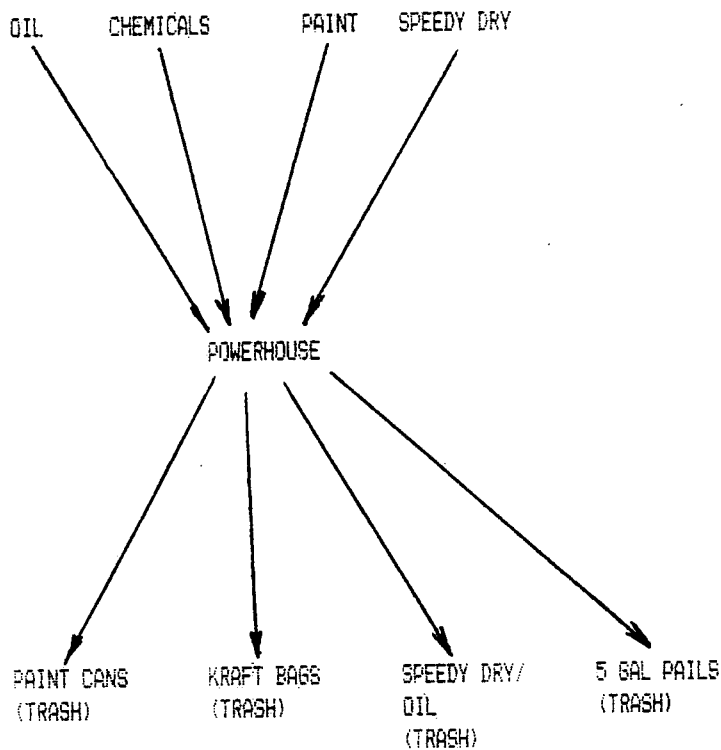 OIL CHEMICALS PAINT SPEEDY DRY
POWERHOUSE
PAINT CANS
(TRASH)
KRAFT BAGS
(TRASH)
SPEEDY DRY/
OIL
(TRASH)
5 GAL PAILS
(TRASH)